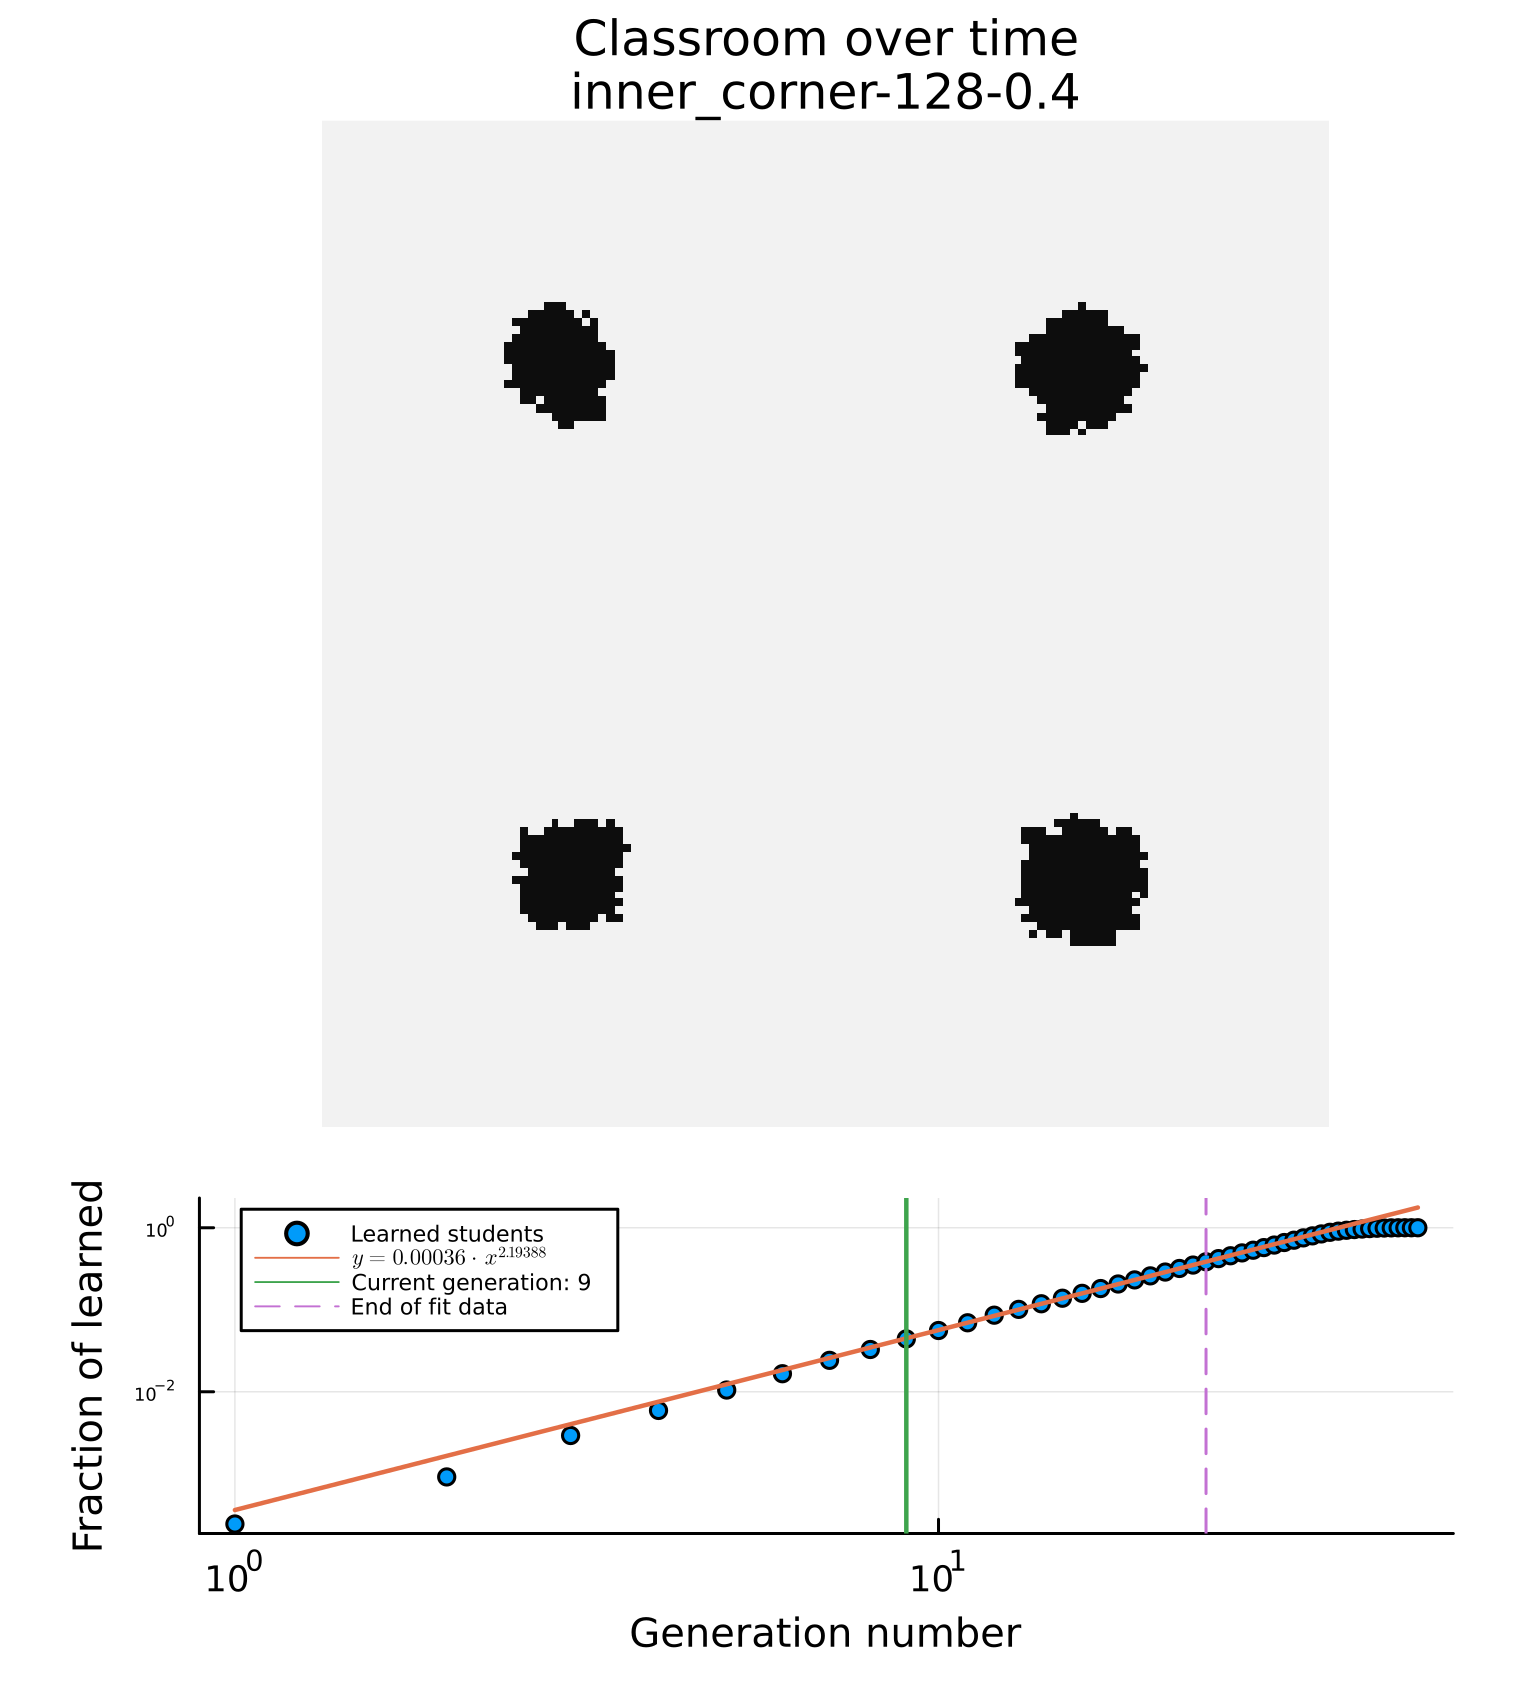 Classroom over time
inner_corner-128-0.4
Fraction of learned
10^0
10^-2
Learned students
y = 0.00036 · x^2.19388
Current generation: 9
End of fit data
10^0
10^1
Generation number